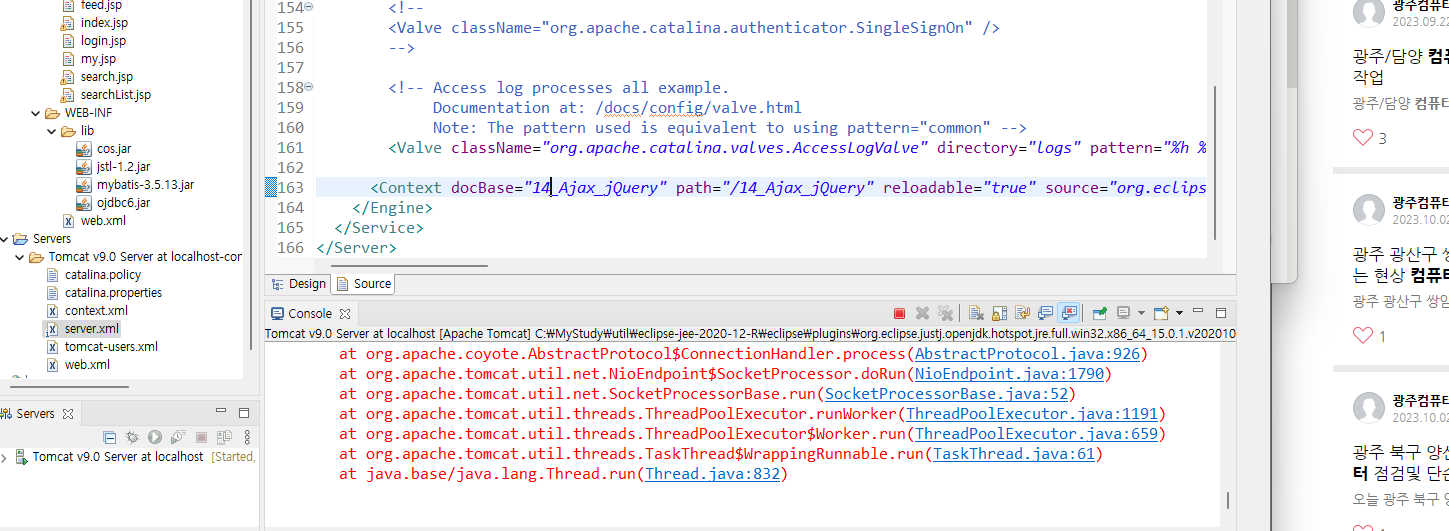 feed.jsp
index.jsp
login.jsp
my.jsp
search.jsp
searchList.jsp
WEB-INF
lib
cos.jar
jstl-1.2.jar
mybatis-3.5.13.jar
ojdbc6.jar
web.xml
Servers
Tomcat v9.0 Server at localhost-cor
catalina.policy
catalina.properties
context.xml
server.xml
tomcat-users.xml
web.xml
Servers
Tomcat v9.0 Server at localhost [Started,
154 <!--
155 <Valve className="org.apache.catalina.authenticator.SingleSignOn" />
156 -->
157
158 <!-- Access log processes all example.
159 Documentation at: /docs/config/valve.html
160 Note: The pattern used is equivalent to using pattern="common" -->
161 <Valve className="org.apache.catalina.valves.AccessLogValve" directory="logs" pattern="%h %
162
163 <Context docBase="14_Ajax_jQuery" path="/14_Ajax_jQuery" reloadable="true" source="org.eclips
164 </Engine>
165 </Service>
166 </Server>
Design Source
Console
Tomcat v9.0 Server at localhost [Apache Tomcat] C:₩MyStudy₩util₩eclipse-jee-2020-12-R₩eclipse₩plugins₩org.eclipse.justj.openjdk.hotspot.jre.full.win32.x86_64_15.0.1.v202010
at org.apache.coyote.AbstractProtocol$ConnectionHandler.process(AbstractProtocol.java:926)
at org.apache.tomcat.util.net.NioEndpoint$SocketProcessor.doRun(NioEndpoint.java:1790)
at org.apache.tomcat.util.net.SocketProcessorBase.run(SocketProcessorBase.java:52)
at org.apache.tomcat.util.threads.ThreadPoolExecutor.runWorker(ThreadPoolExecutor.java:1191)
at org.apache.tomcat.util.threads.ThreadPoolExecutor$Worker.run(ThreadPoolExecutor.java:659)
at org.apache.tomcat.util.threads.TaskThread$WrappingRunnable.run(TaskThread.java:61)
at java.base/java.lang.Thread.run(Thread.java:832)
광주컴퓨터
2023.09.22
광주/담양 컴퓨
작업
광주/담양 컴퓨터
3
광주컴퓨터
2023.10.02
광주 광산구 쌍
는 현상 컴퓨터
광주 광산구 쌍암
1
광주컴퓨터
2023.10.02
광주 북구 양산
터 점검및 단순
오늘 광주 북구 양